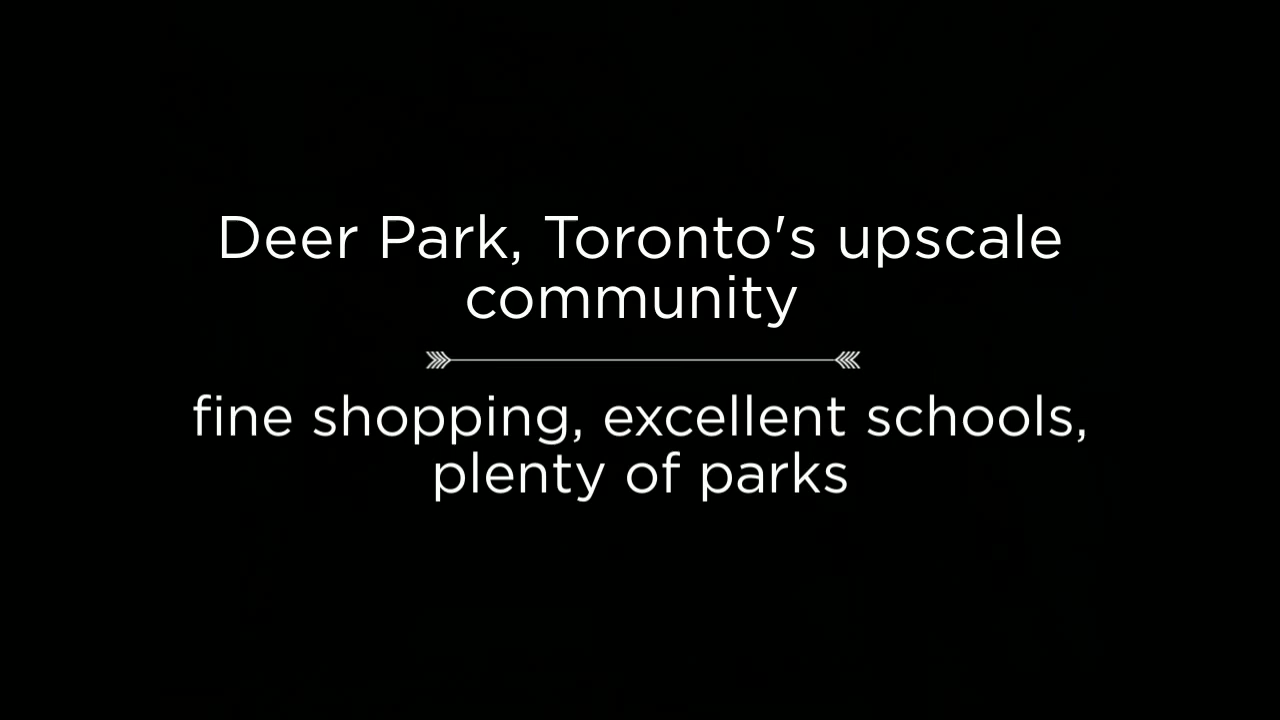 Deer Park, Toronto's upscale
community
fine shopping, excellent schools,
plenty of parks